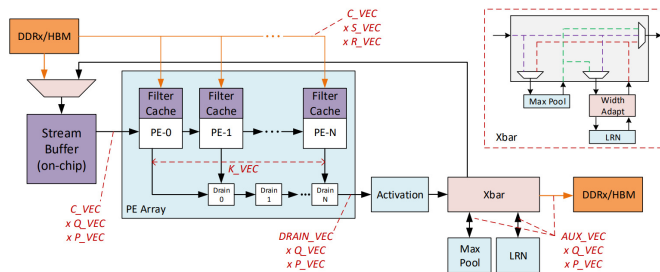 DDRx/HBM
C_VEC
x S_VEC
x R_VEC
Stream
Buffer
(on-chip)
C_VEC
x Q_VEC
x P_VEC
Filter
Cache
PE-0
Filter
Cache
PE-1
Filter
Cache
PE-N
K_VEC
Drain
0
Drain
1
Drain
N
PE Array
DRAIN_VEC
x Q_VEC
x P_VEC
Activation
Xbar
DDRx/HBM
Max
Pool
LRN
AUX_VEC
x Q_VEC
x P_VEC
Max Pool
Width
Adapt
LRN
Xbar